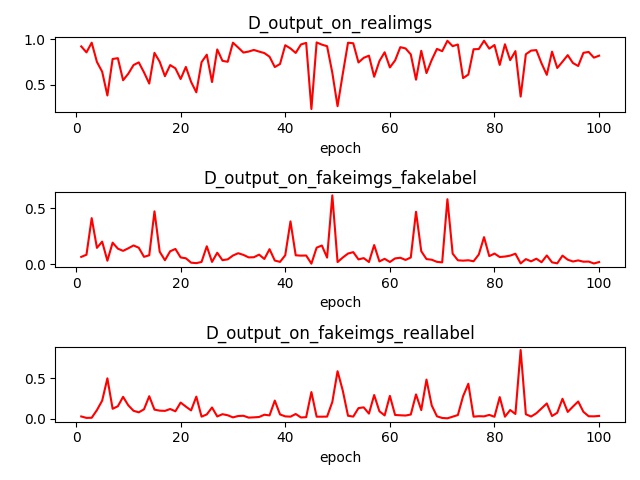 D_output_on_realimgs
1.0
0.5
0 20 40 60 80 100
epoch
D_output_on_fakeimgs_fakelabel
0.5
0.0
0 20 40 60 80 100
epoch
D_output_on_fakeimgs_reallabel
0.5
0.0
0 20 40 60 80 100
epoch